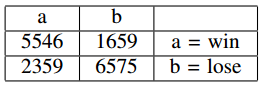 a b
5546 1659 a = win
2359 6575 b = lose